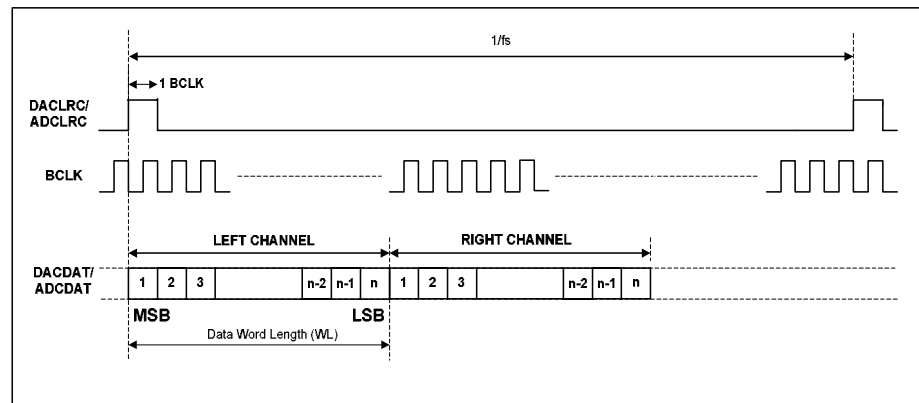 1/fs
1 BCLK
DACLRC/
ADCLRC
BCLK
LEFT CHANNEL
RIGHT CHANNEL
DACDAT/
ADCDAT
1 2 3 n-2 n-1 n 1 2 3 n-2 n-1 n
MSB LSB
Data Word Length (WL)